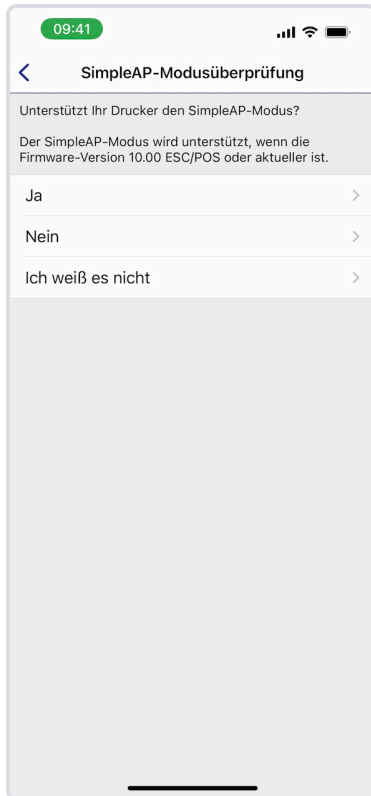 09:41
SimpleAP-Modusüberprüfung
Unterstützt Ihr Drucker den SimpleAP-Modus?
Der SimpleAP-Modus wird unterstützt, wenn die
Firmware-Version 10.00 ESC/POS oder aktueller ist.
Ja
Nein
Ich weiß es nicht